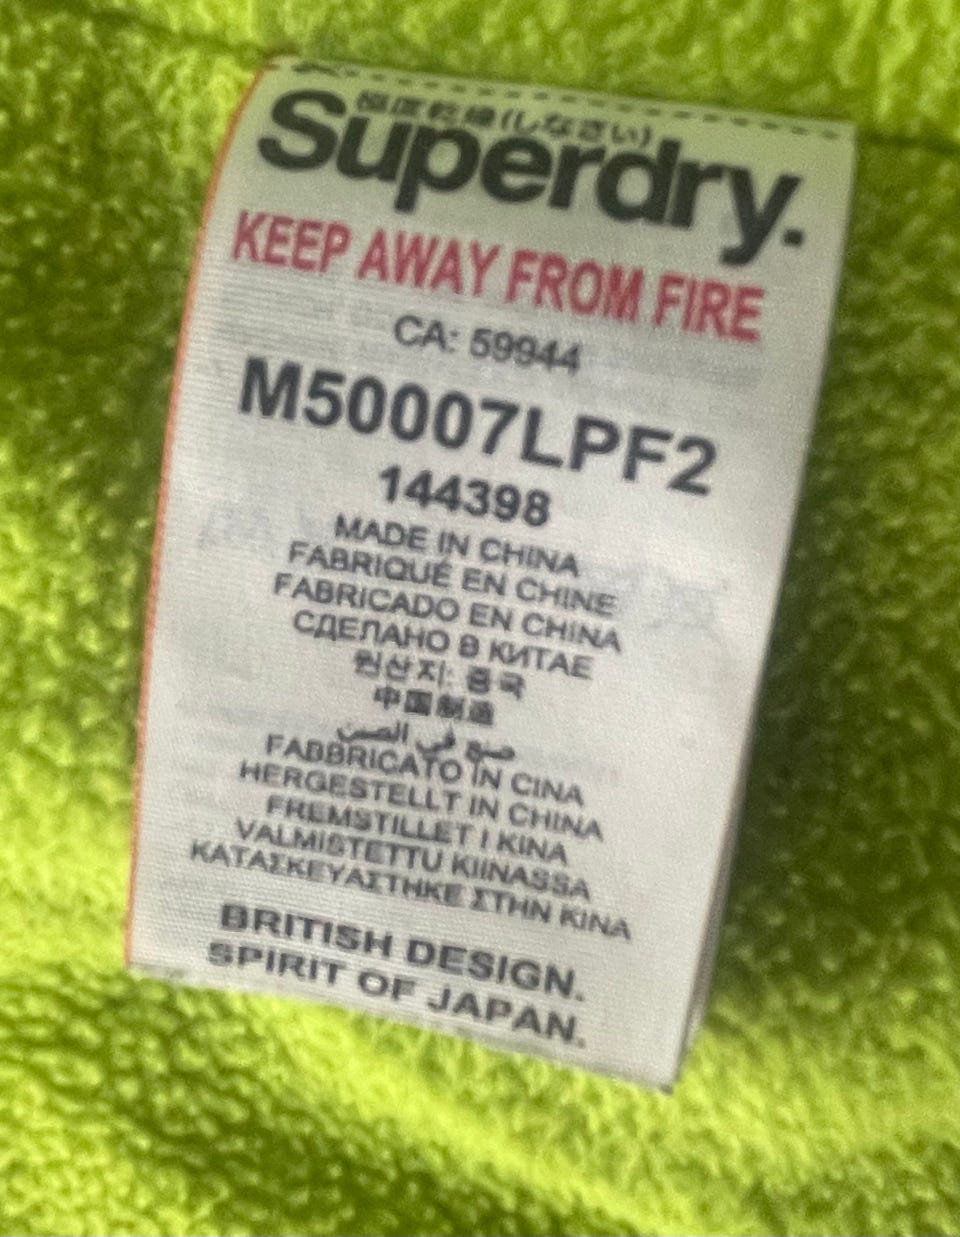 極度乾燥(しなさい)
Superdry.
KEEP AWAY FROM FIRE
CA: 59944
M50007LPF2
144398
MADE IN CHINA
FABRIQUÉ EN CHINE
FABRICADO EN CHINA
СДЕЛАНО В КИТАЕ
원산지: 중국
中国制造
صنع في الصين
FABBRICATO IN CINA
HERGESTELLT IN CHINA
FREMSTILLET I KINA
VALMISTETTU KIINASSA
ΚΑΤΑΣΚΕΥΑΣΤΗΚΕ ΣΤΗΝ ΚΙΝΑ
BRITISH DESIGN.
SPIRIT OF JAPAN.